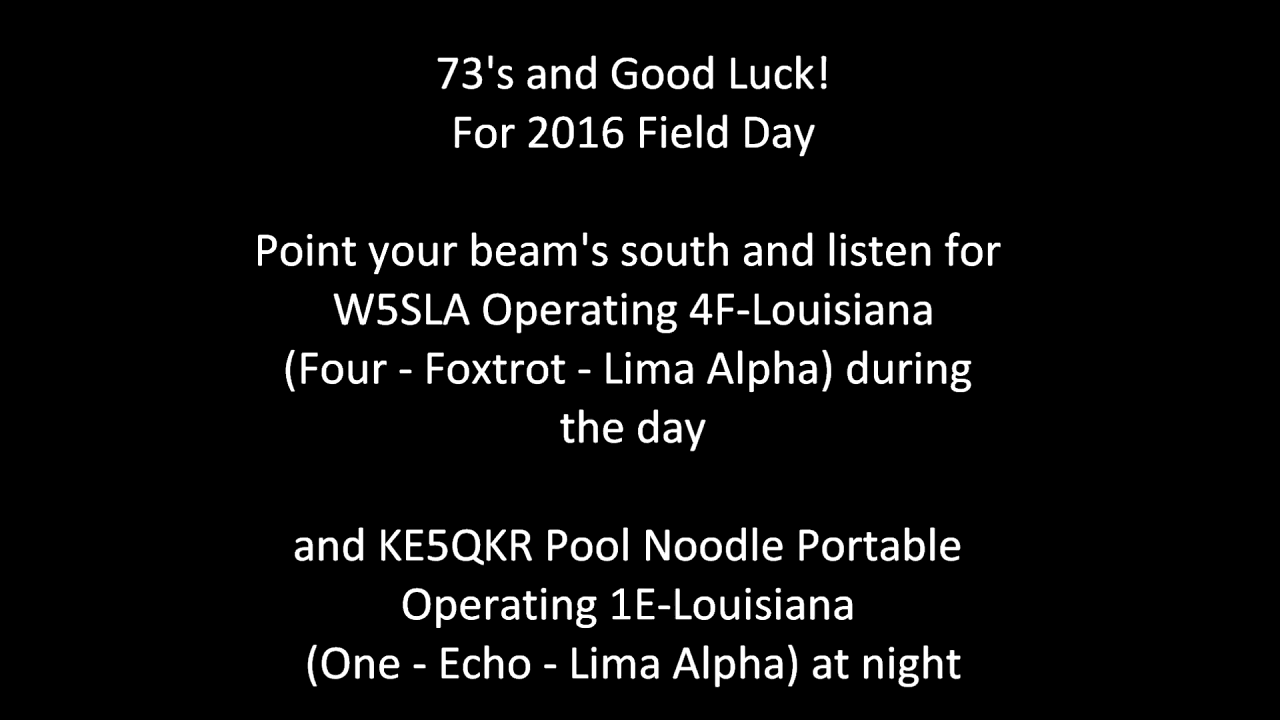 73's and Good Luck!
For 2016 Field Day
Point your beam's south and listen for
W5SLA Operating 4F-Louisiana
(Four - Foxtrot - Lima Alpha) during
the day
and KE5QKR Pool Noodle Portable
Operating 1E-Louisiana
(One - Echo - Lima Alpha) at night